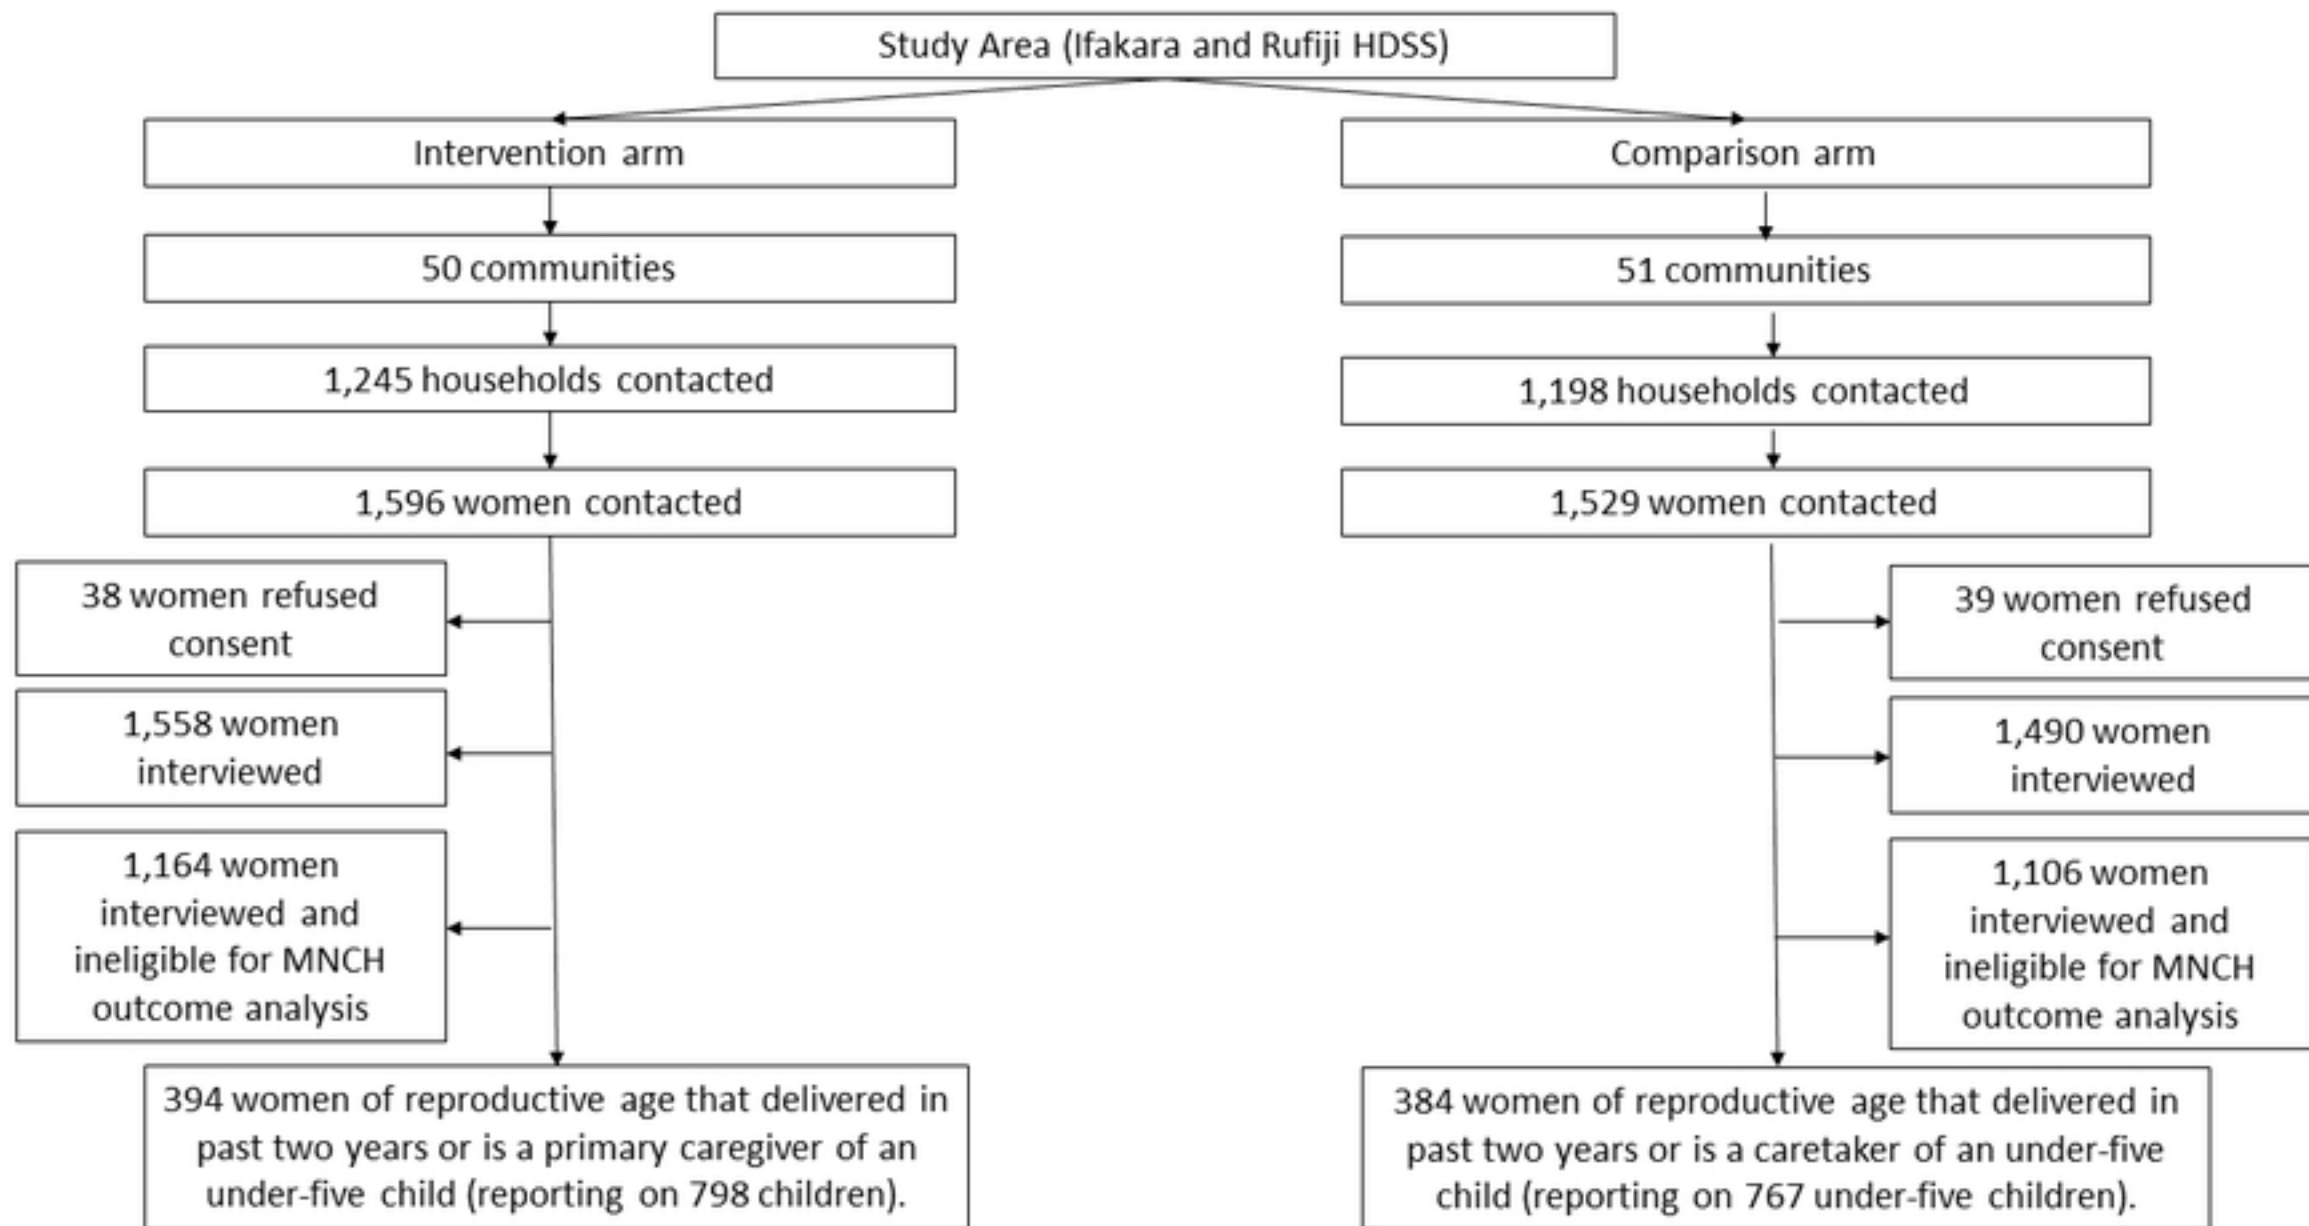 Study Area (Ifakara and Rufiji HDSS)
Intervention arm
50 communities
1,245 households contacted
1,596 women contacted
38 women refused
consent
1,558 women
interviewed
1,164 women
interviewed and
ineligible for MNCH
outcome analysis
394 women of reproductive age that delivered in
past two years or is a primary caregiver of an
under-five child (reporting on 798 children).
Comparison arm
51 communities
1,198 households contacted
1,529 women contacted
39 women refused
consent
1,490 women
interviewed
1,106 women
interviewed and
ineligible for MNCH
outcome analysis
384 women of reproductive age that delivered in
past two years or is a caretaker of an under-five
child (reporting on 767 under-five children).